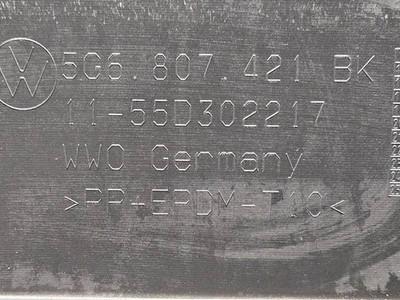 5G6.807.421 BK
11-55D302217
WWO Germany
>PP+EPDM-T10<